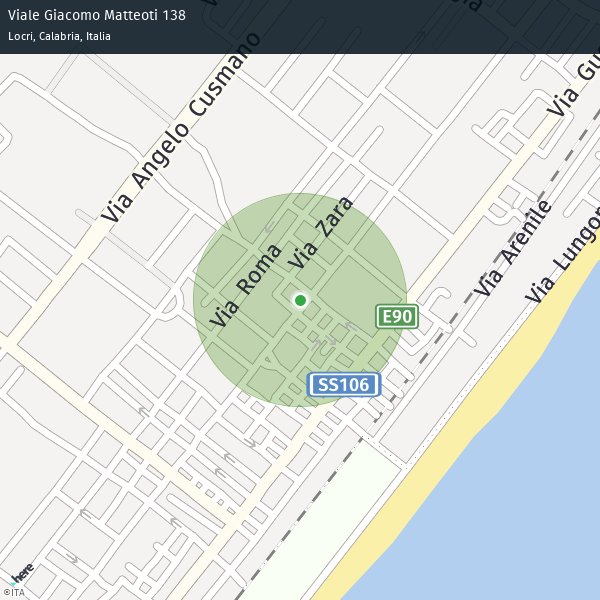 Viale Giacomo Matteoti 138
Locri, Calabria, Italia
Via Angelo Cusmano
Via Gu
Via Zara
Via Roma
Via Arenile
Via Lungom
E90
SS106
here
©ITA